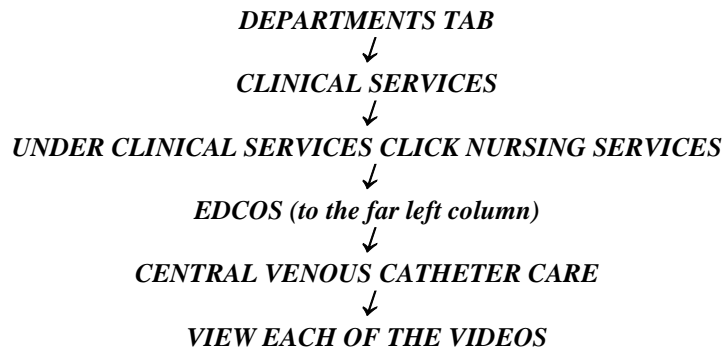 DEPARTMENTS TAB
CLINICAL SERVICES
UNDER CLINICAL SERVICES CLICK NURSING SERVICES
EDCOS (to the far left column)
CENTRAL VENOUS CATHETER CARE
VIEW EACH OF THE VIDEOS